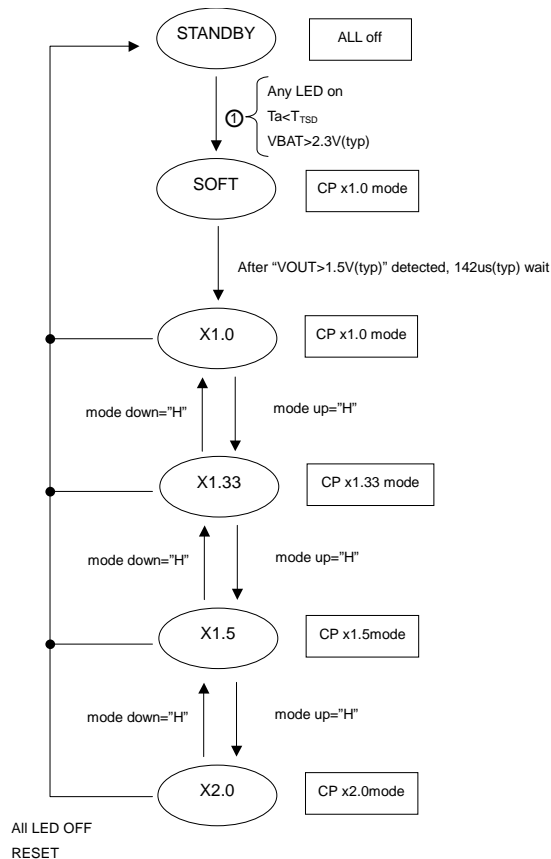 STANDBY
ALL off
Any LED on
① Ta<TTSD
VBAT>2.3V(typ)
SOFT
CP x1.0 mode
After “VOUT>1.5V(typ)” detected, 142us(typ) wait
X1.0
CP x1.0 mode
mode down=”H”
mode up=”H”
X1.33
CP x1.33 mode
mode down=”H”
mode up=”H”
X1.5
CP x1.5mode
mode down=”H”
mode up=”H”
X2.0
CP x2.0mode
All LED OFF
RESET